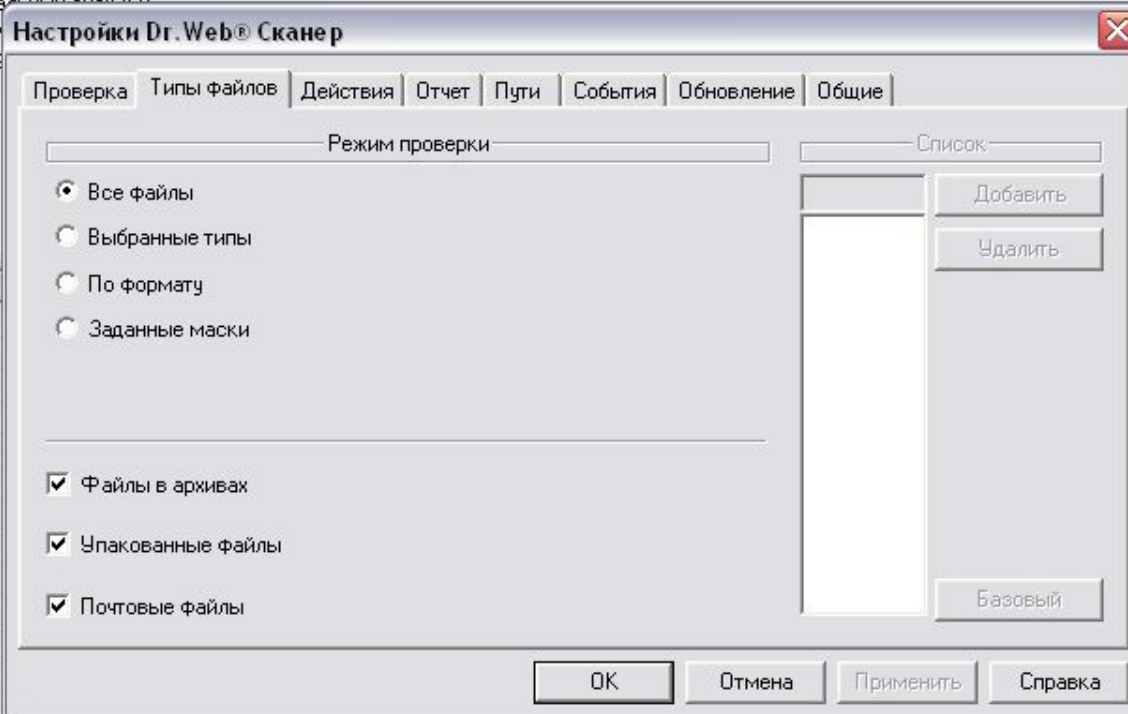 Настройки Dr.Web® Сканер
Проверка Типы файлов Действия Отчет Пути События Обновление Общие
Режим проверки
Все файлы
Выбранные типы
По формату
Заданные маски
Файлы в архивах
Упакованные файлы
Почтовые файлы
Список
Добавить
Удалить
Базовый
OK Отмена Применить Справка